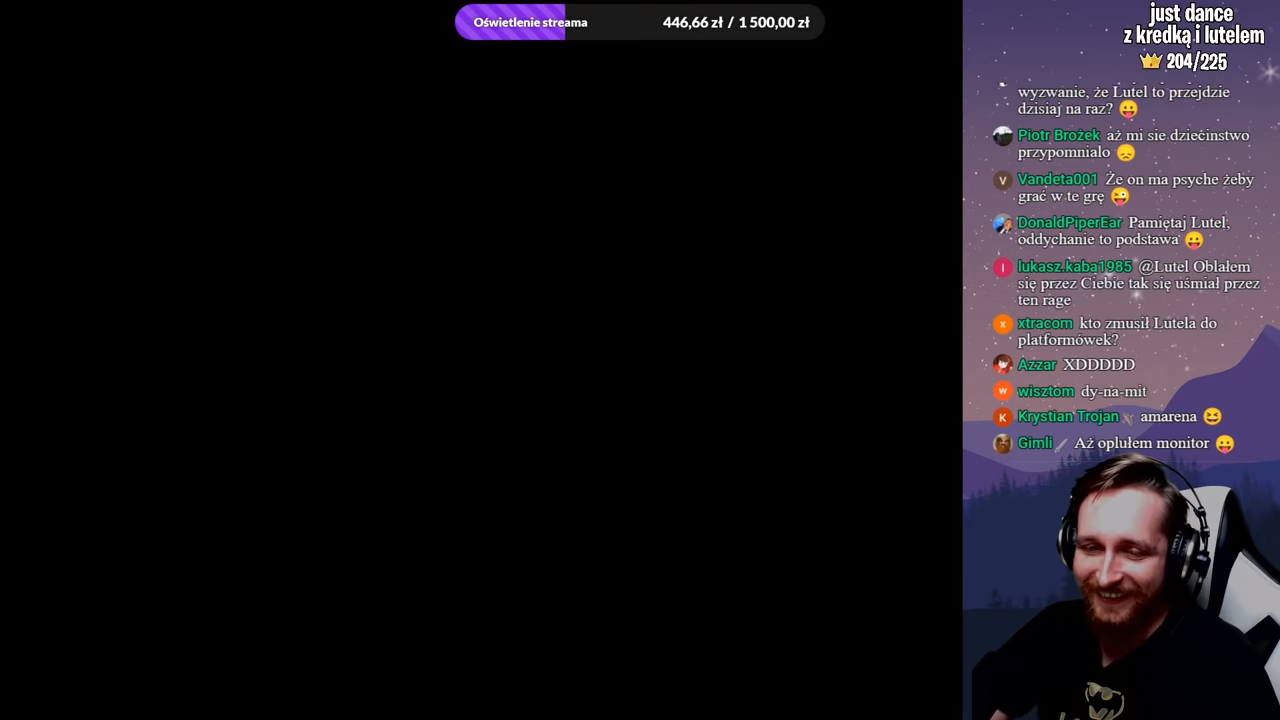 Oświetlenie streama 446,66 zł / 1 500,00 zł
just dance
z kredką i lutelem
204/225
wyzwanie, że Lutel to przejdzie
dzisiaj na raz? 😛
Piotr Brożek aż mi sie dzieciństwo
przypomnialo 😞
V Vandeta001 Że on ma psyche żeby
grać w te grę 😜
DonaldPiperEar Pamiętaj Lutel,
oddychanie to podstawa 😛
l lukasz.kaba1985 @Lutel Oblałem
się przez Ciebie tak się uśmiał przez
ten rage
x xtracom kto zmusił Lutela do
platformówek?
Azzar XDDDDD
w wisztom dy-na-mit
K Krystian Trojan amarena 😆
Gimli Aż oplułem monitor 😛